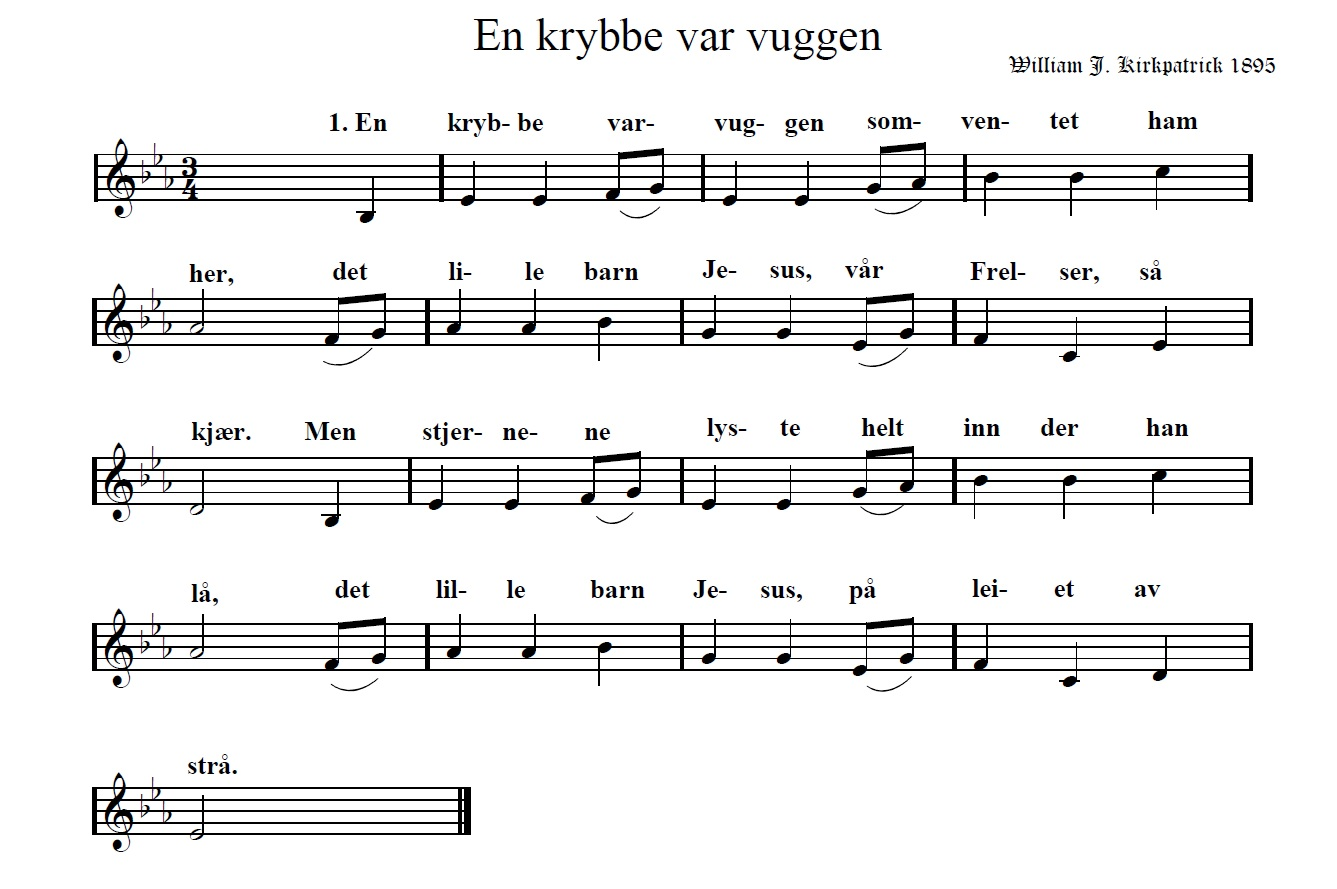 En krybbe var vuggen
William J. Kirkpatrick 1895
1. En kryb- be var- vug- gen som- ven- tet ham
3
4
her, det li- le barn Je- sus, vår Frel- ser, så
kjær. Men stjer- ne- ne lys- te helt inn der han
lå, det lil- le barn Je- sus, på lei- et av
strå.